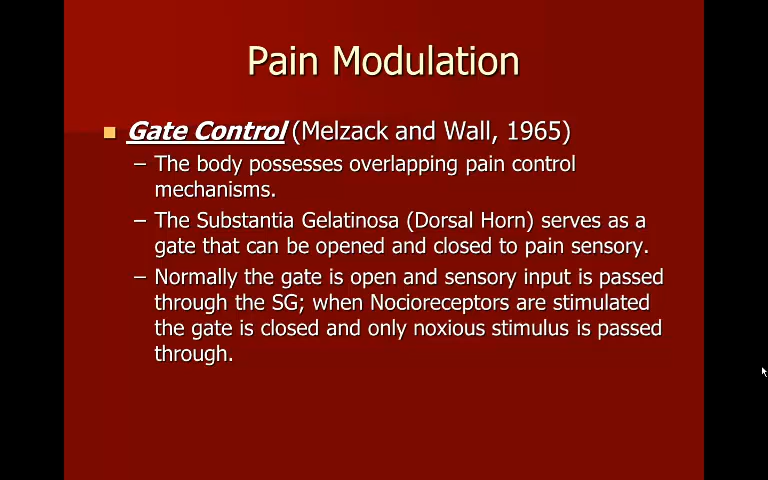 Pain Modulation
Gate Control (Melzack and Wall, 1965)
– The body possesses overlapping pain control
mechanisms.
– The Substantia Gelatinosa (Dorsal Horn) serves as a
gate that can be opened and closed to pain sensory.
– Normally the gate is open and sensory input is passed
through the SG; when Nocioreceptors are stimulated
the gate is closed and only noxious stimulus is passed
through.